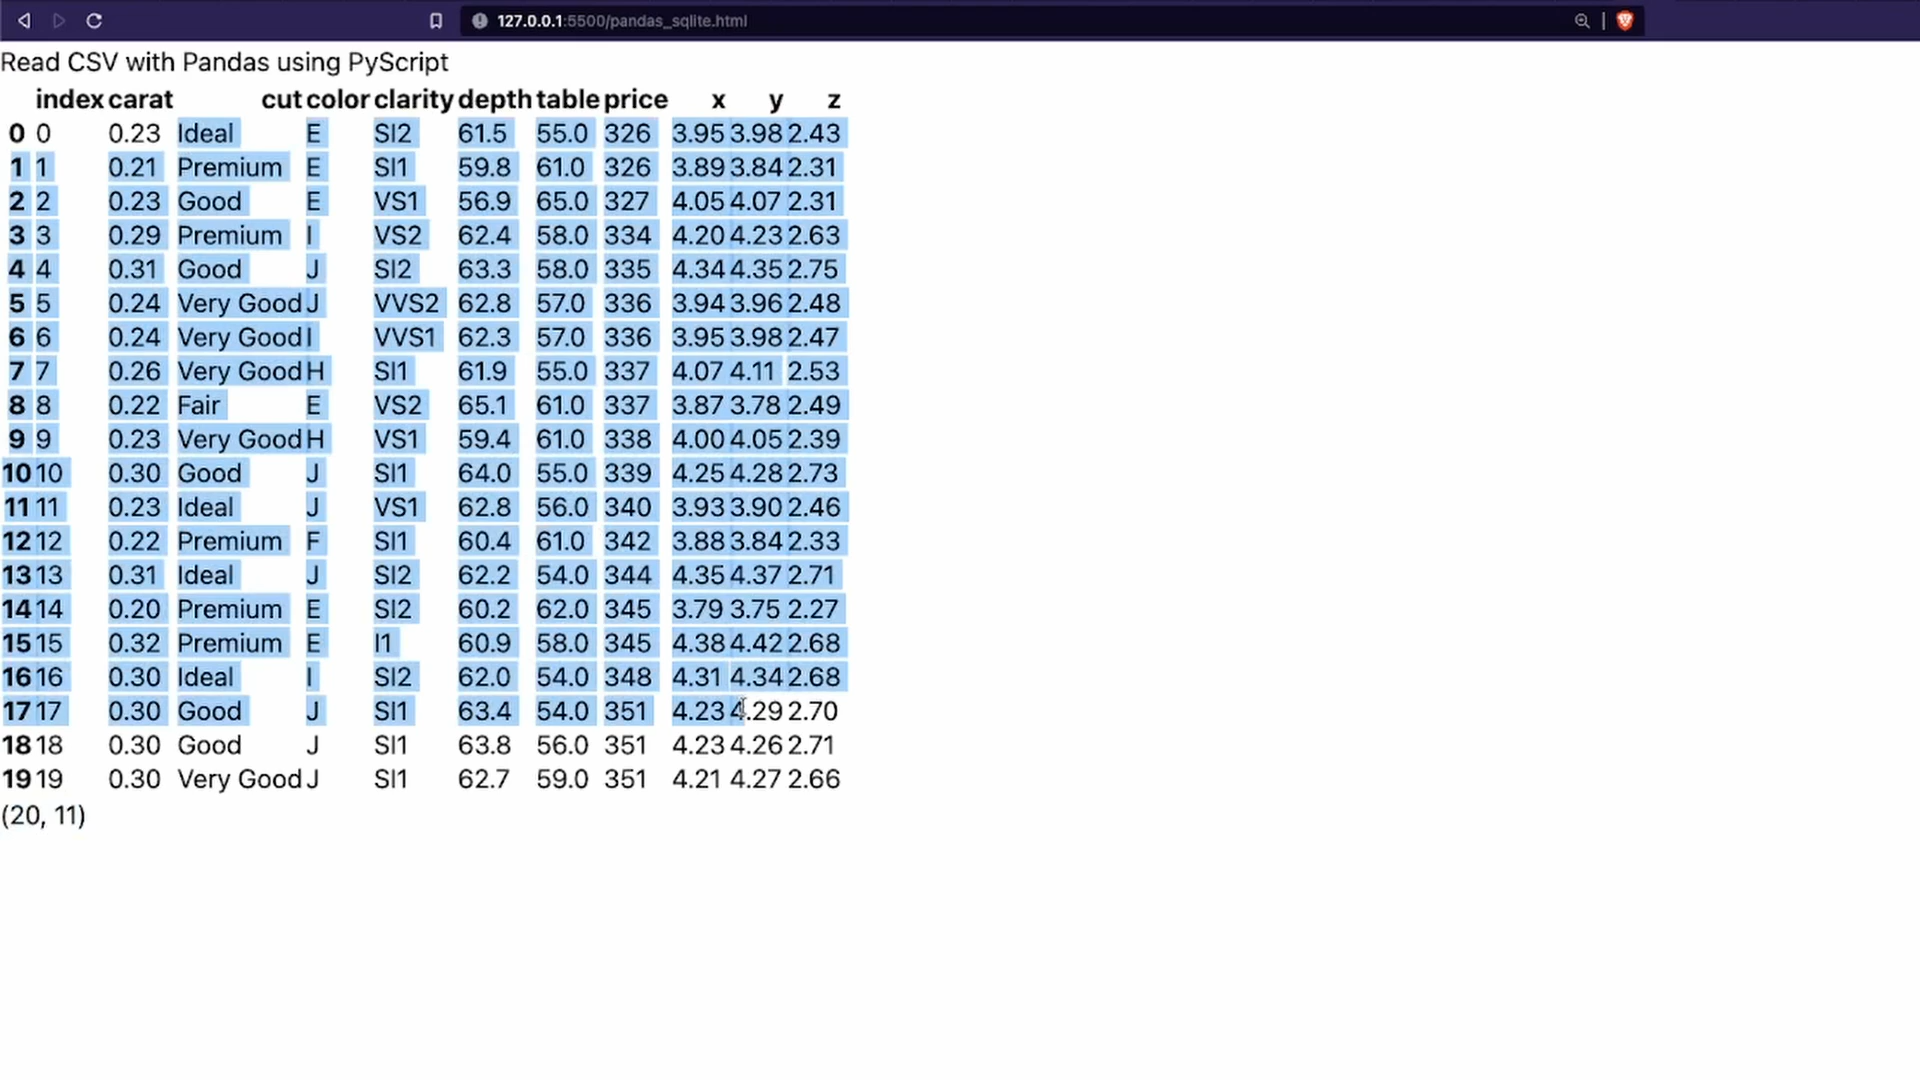 127.0.0.1:5500/pandas_sqlite.html
Read CSV with Pandas using PyScript
index carat cut color clarity depth table price x y z
0 0 0.23 Ideal E SI2 61.5 55.0 326 3.95 3.98 2.43
1 1 0.21 Premium E SI1 59.8 61.0 326 3.89 3.84 2.31
2 2 0.23 Good E VS1 56.9 65.0 327 4.05 4.07 2.31
3 3 0.29 Premium I VS2 62.4 58.0 334 4.20 4.23 2.63
4 4 0.31 Good J SI2 63.3 58.0 335 4.34 4.35 2.75
5 5 0.24 Very Good J VVS2 62.8 57.0 336 3.94 3.96 2.48
6 6 0.24 Very Good I VVS1 62.3 57.0 336 3.95 3.98 2.47
7 7 0.26 Very Good H SI1 61.9 55.0 337 4.07 4.11 2.53
8 8 0.22 Fair E VS2 65.1 61.0 337 3.87 3.78 2.49
9 9 0.23 Very Good H VS1 59.4 61.0 338 4.00 4.05 2.39
10 10 0.30 Good J SI1 64.0 55.0 339 4.25 4.28 2.73
11 11 0.23 Ideal J VS1 62.8 56.0 340 3.93 3.90 2.46
12 12 0.22 Premium F SI1 60.4 61.0 342 3.88 3.84 2.33
13 13 0.31 Ideal J SI2 62.2 54.0 344 4.35 4.37 2.71
14 14 0.20 Premium E SI2 60.2 62.0 345 3.79 3.75 2.27
15 15 0.32 Premium E I1 60.9 58.0 345 4.38 4.42 2.68
16 16 0.30 Ideal I SI2 62.0 54.0 348 4.31 4.34 2.68
17 17 0.30 Good J SI1 63.4 54.0 351 4.23 4.29 2.70
18 18 0.30 Good J SI1 63.8 56.0 351 4.23 4.26 2.71
19 19 0.30 Very Good J SI1 62.7 59.0 351 4.21 4.27 2.66
(20, 11)